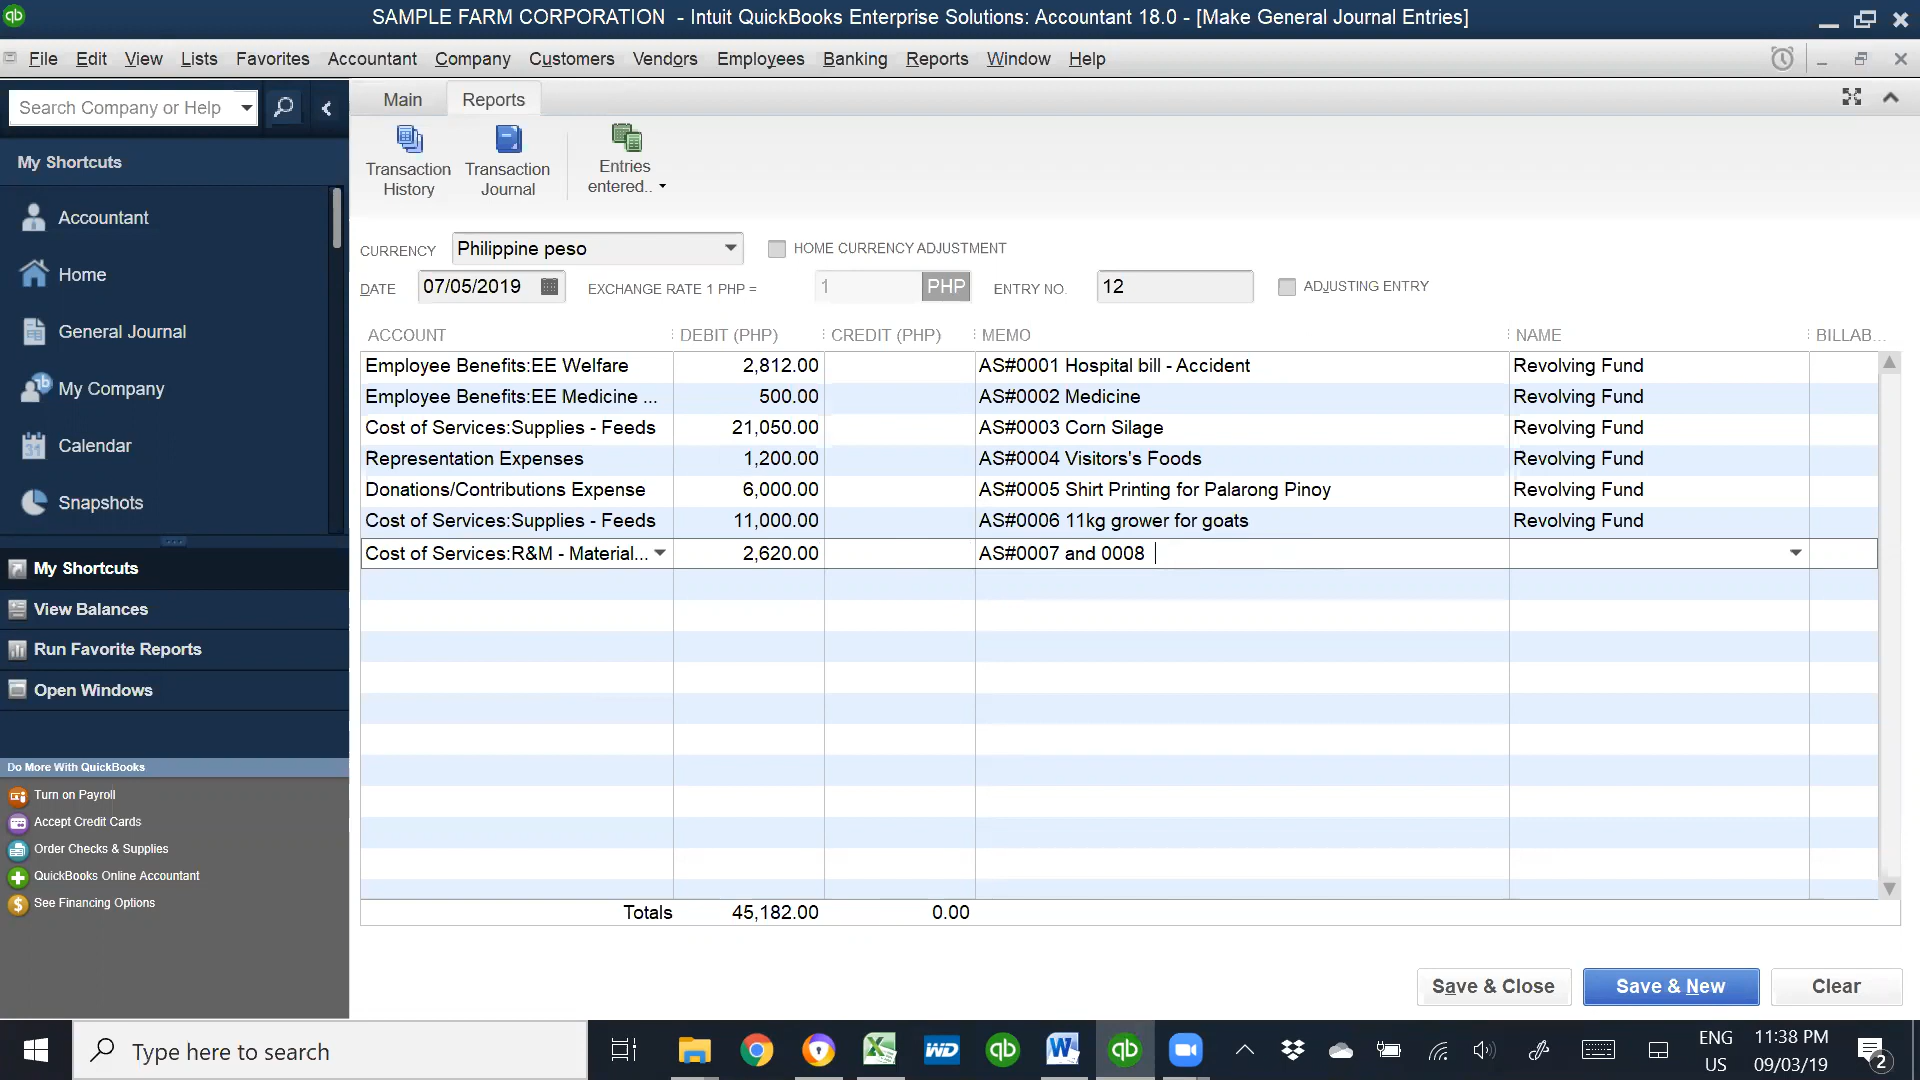 SAMPLE FARM CORPORATION - Intuit QuickBooks Enterprise Solutions: Accountant 18.0 - [Make General Journal Entries]
File Edit View Lists Favorites Accountant Company Customers Vendors Employees Banking Reports Window Help
Search Company or Help
My Shortcuts
Accountant
Home
General Journal
My Company
Calendar
Snapshots
My Shortcuts
View Balances
Run Favorite Reports
Open Windows
Do More With QuickBooks
Turn on Payroll
Accept Credit Cards
Order Checks & Supplies
QuickBooks Online Accountant
See Financing Options
Main Reports
Transaction History
Transaction Journal
Entries entered..
CURRENCY Philippine peso HOME CURRENCY ADJUSTMENT
DATE 07/05/2019 EXCHANGE RATE 1 PHP = 1 PHP ENTRY NO. 12 ADJUSTING ENTRY
ACCOUNT DEBIT (PHP) CREDIT (PHP) MEMO NAME BILLAB...
Employee Benefits:EE Welfare 2,812.00 AS#0001 Hospital bill - Accident Revolving Fund
Employee Benefits:EE Medicine ... 500.00 AS#0002 Medicine Revolving Fund
Cost of Services:Supplies - Feeds 21,050.00 AS#0003 Corn Silage Revolving Fund
Representation Expenses 1,200.00 AS#0004 Visitors's Foods Revolving Fund
Donations/Contributions Expense 6,000.00 AS#0005 Shirt Printing for Palarong Pinoy Revolving Fund
Cost of Services:Supplies - Feeds 11,000.00 AS#0006 11kg grower for goats Revolving Fund
Cost of Services:R&M - Material... 2,620.00 AS#0007 and 0008
Totals 45,182.00 0.00
Save & Close Save & New Clear
Type here to search
ENG
US
11:38 PM
09/03/19
2